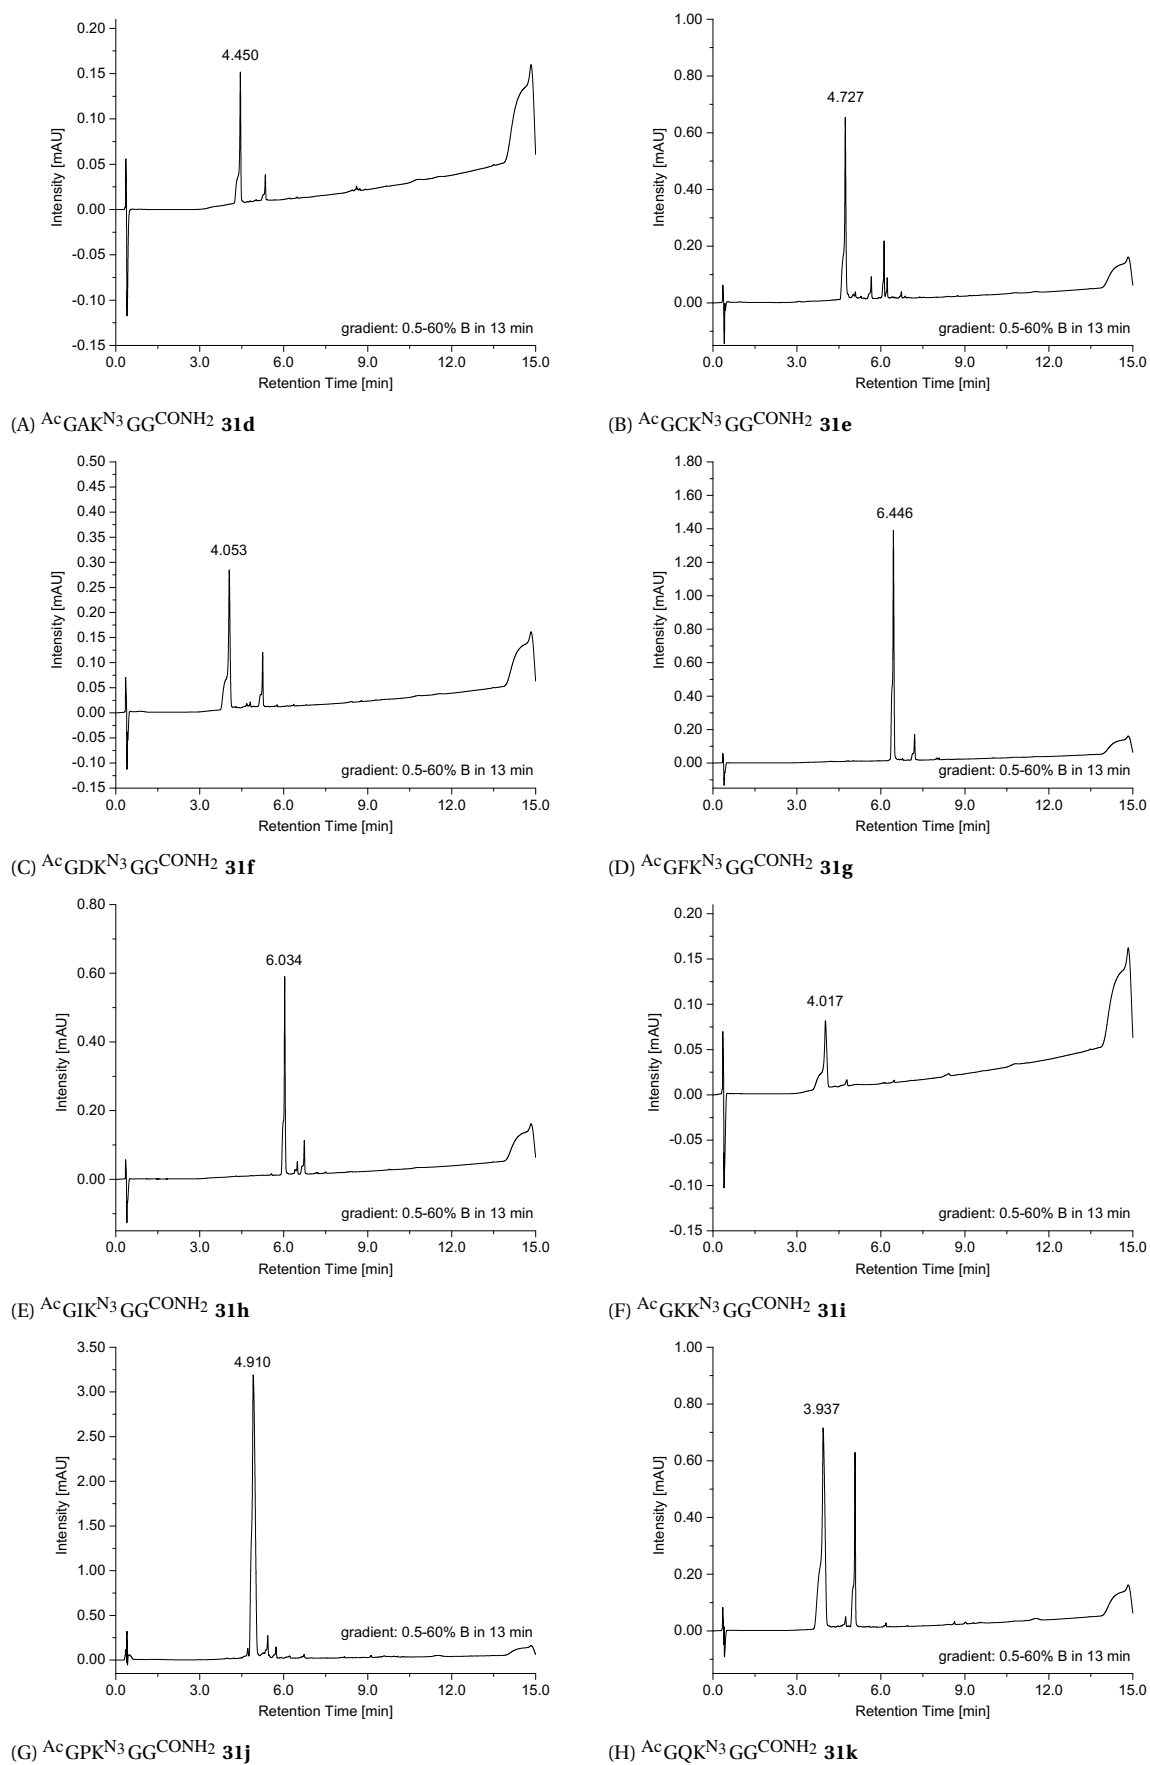 4.450
0.20
0.15
0.10
0.05
0.00
-0.05
-0.10
-0.15
Intensity [mAU]
gradient: 0.5-60% B in 13 min
0.0 3.0 6.0 9.0 12.0 15.0
Retention Time [min]
(A) AcGAKN3GGCONH2 31d
4.727
1.00
0.80
0.60
0.40
0.20
0.00
Intensity [mAU]
gradient: 0.5-60% B in 13 min
0.0 3.0 6.0 9.0 12.0 15.0
Retention Time [min]
(B) AcGCKN3GGCONH2 31e
4.053
0.50
0.45
0.40
0.35
0.30
0.25
0.20
0.15
0.10
0.05
0.00
-0.05
-0.10
-0.15
Intensity [mAU]
gradient: 0.5-60% B in 13 min
0.0 3.0 6.0 9.0 12.0 15.0
Retention Time [min]
(C) AcGDKN3GGCONH2 31f
6.446
1.80
1.60
1.40
1.20
1.00
0.80
0.60
0.40
0.20
0.00
Intensity [mAU]
gradient: 0.5-60% B in 13 min
0.0 3.0 6.0 9.0 12.0 15.0
Retention Time [min]
(D) AcGFKN3GGCONH2 31g
6.034
0.80
0.60
0.40
0.20
0.00
Intensity [mAU]
gradient: 0.5-60% B in 13 min
0.0 3.0 6.0 9.0 12.0 15.0
Retention Time [min]
(E) AcGIKN3GGCONH2 31h
4.017
0.20
0.15
0.10
0.05
0.00
-0.05
-0.10
-0.15
Intensity [mAU]
gradient: 0.5-60% B in 13 min
0.0 3.0 6.0 9.0 12.0 15.0
Retention Time [min]
(F) AcGKKN3GGCONH2 31i
4.910
3.50
3.00
2.50
2.00
1.50
1.00
0.50
0.00
Intensity [mAU]
gradient: 0.5-60% B in 13 min
0.0 3.0 6.0 9.0 12.0 15.0
Retention Time [min]
(G) AcGPKN3GGCONH2 31j
3.937
1.00
0.80
0.60
0.40
0.20
0.00
Intensity [mAU]
gradient: 0.5-60% B in 13 min
0.0 3.0 6.0 9.0 12.0 15.0
Retention Time [min]
(H) AcGQKN3GGCONH2 31k